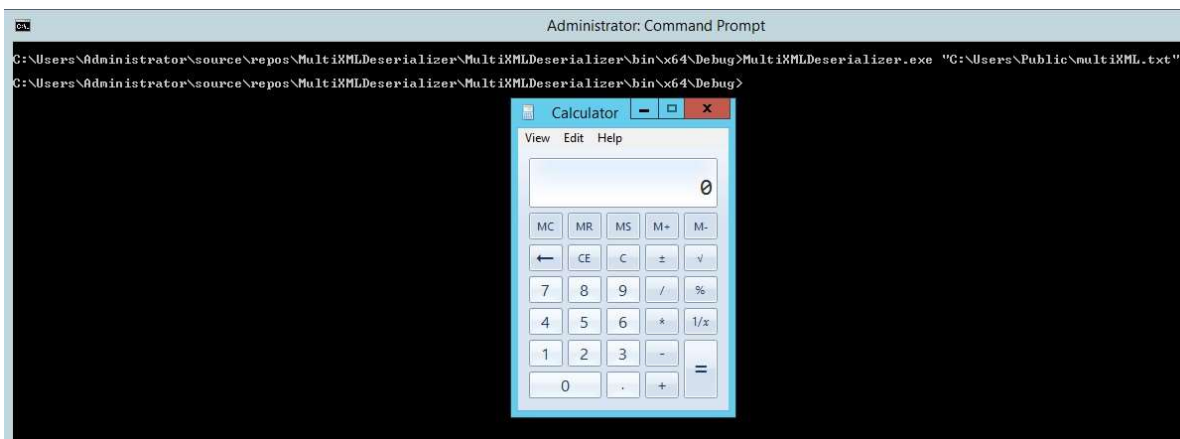 C:\.
Administrator: Command Prompt
C:\Users\Administrator\source\repos\MultiXMLDeserializer\MultiXMLDeserializer\bin\x64\Debug>MultiXMLDeserializer.exe "C:\Users\Public\multiXML.txt"
C:\Users\Administrator\source\repos\MultiXMLDeserializer\MultiXMLDeserializer\bin\x64\Debug>
Calculator
View Edit Help
0
MC MR MS M+ M-
← CE C ± √
7 8 9 / %
4 5 6 * 1/x
1 2 3 - =
0 . +